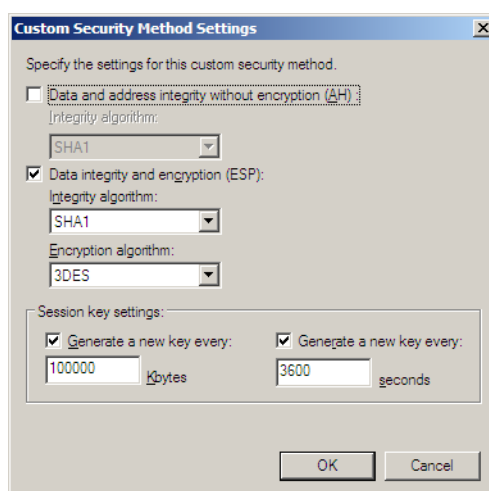 Custom Security Method Settings
Specify the settings for this custom security method.
Data and address integrity without encryption (AH) :
Integrity algorithm:
SHA1
Data integrity and encryption (ESP):
Integrity algorithm:
SHA1
Encryption algorithm:
3DES
Session key settings:
Generate a new key every: Generate a new key every:
100000 Kbytes 3600 seconds
OK Cancel